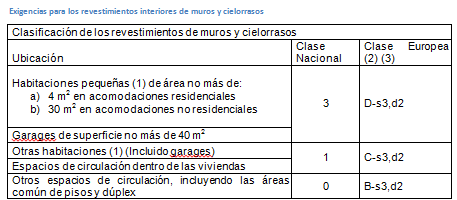 Exigencias para los revestimientos interiores de muros y cielorrasos
Clasificación de los revestimientos de muros y cielorrasos
Ubicación
Clase Nacional
Clase Europea (2) (3)
Habitaciones pequeñas (1) de área no más de:
a) 4 m² en acomodaciones residenciales
b) 30 m² en acomodaciones no residenciales
3
D-s3,d2
Garages de superficie no más de 40 m²
Otras habitaciones (1) (Incluido garages)
1
C-s3,d2
Espacios de circulación dentro de las viviendas
Otros espacios de circulación, incluyendo las áreas
común de pisos y dúplex
0
B-s3,d2